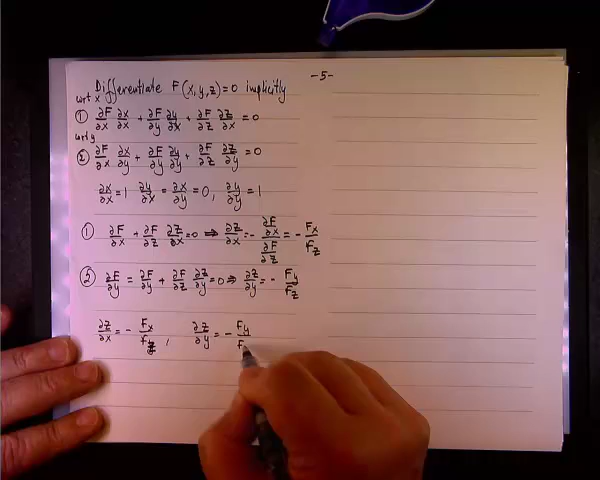 -5-
Differentiate F(x,y,z)=0 implicitly
wrt x
① ∂F/∂x ∂x/∂x + ∂F/∂y ∂y/∂x + ∂F/∂z ∂z/∂x = 0
wrt y
② ∂F/∂x ∂x/∂y + ∂F/∂y ∂y/∂y + ∂F/∂z ∂z/∂y = 0
∂x/∂x = 1 ∂y/∂x = ∂x/∂y = 0, ∂y/∂y = 1
① ∂F/∂x + ∂F/∂z ∂z/∂x = 0 ⇒ ∂z/∂x = - (∂F/∂x)/(∂F/∂z) = - Fx/Fz
⑤ ∂F/∂y = ∂F/∂y + ∂F/∂z ∂z/∂y = 0 ⇒ ∂z/∂y = - Fy/Fz
∂z/∂x = - Fx/Fz , ∂z/∂y = - Fy/F